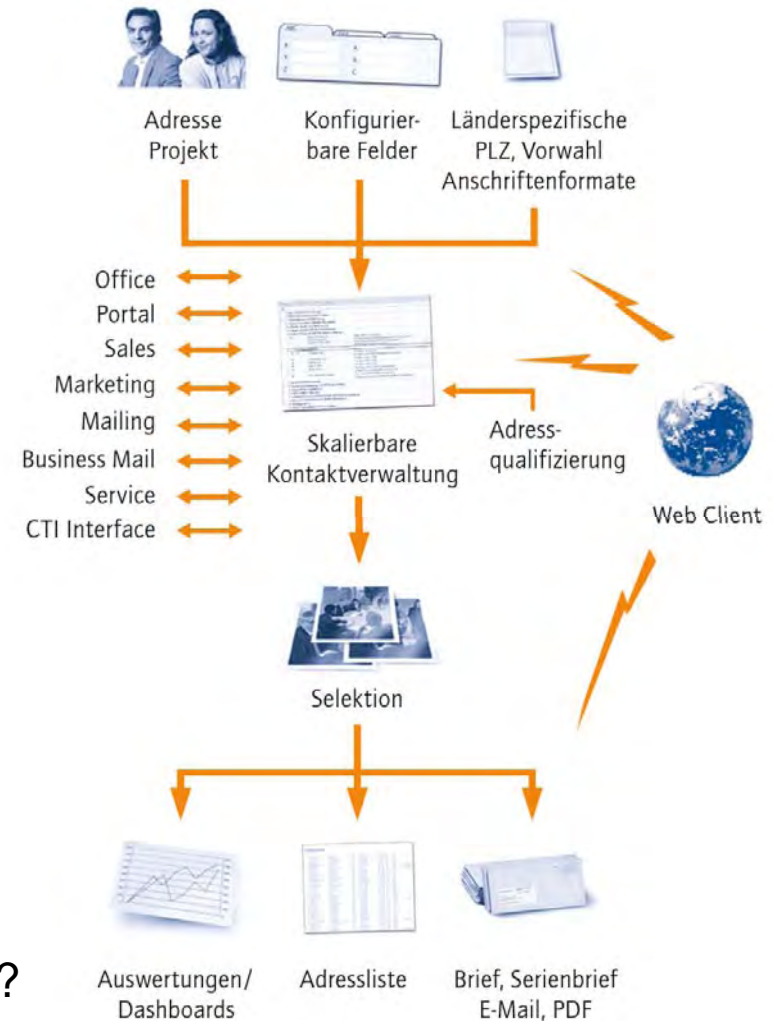 Adresse
Projekt
Konfigurier-
bare Felder
Länderspezifische
PLZ, Vorwahl
Anschriftenformate
Office
Portal
Sales
Marketing
Mailing
Business Mail
Service
CTI Interface
Skalierbare
Kontaktverwaltung
Adress-
qualifizierung
Web Client
Selektion
?
Auswertungen/
Dashboards
Adressliste
Brief, Serienbrief
E-Mail, PDF